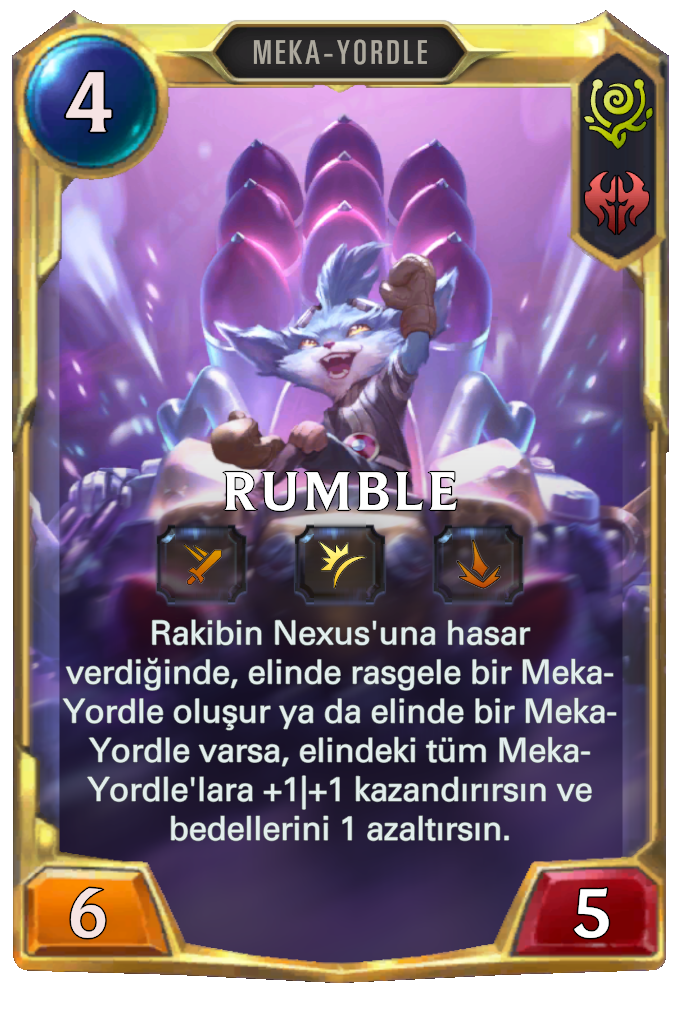 MEKA-YORDLE
4
RUMBLE
Rakibin Nexus'una hasar
verdiğinde, elinde rasgele bir Meka-
Yordle oluşur ya da elinde bir Meka-
Yordle varsa, elindeki tüm Meka-
Yordle'lara +1|+1 kazandırırsın ve
bedellerini 1 azaltırsın.
6
5